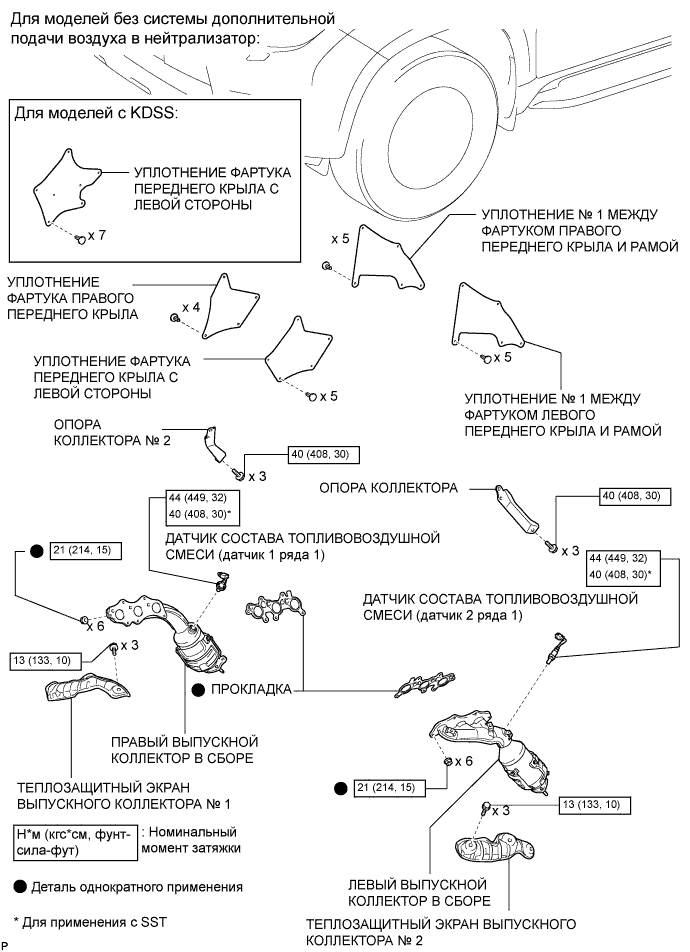 Для моделей без системы дополнительной
подачи воздуха в нейтрализатор:
Для моделей с KDSS:
УПЛОТНЕНИЕ ФАРТУКА
ПЕРЕДНЕГО КРЫЛА С
ЛЕВОЙ СТОРОНЫ
x 7
УПЛОТНЕНИЕ № 1 МЕЖДУ
ФАРТУКОМ ПРАВОГО
ПЕРЕДНЕГО КРЫЛА И РАМОЙ
x 5
УПЛОТНЕНИЕ
ФАРТУКА ПРАВОГО
ПЕРЕДНЕГО КРЫЛА
x 4
УПЛОТНЕНИЕ ФАРТУКА
ПЕРЕДНЕГО КРЫЛА С
ЛЕВОЙ СТОРОНЫ
x 5
x 5
УПЛОТНЕНИЕ № 1 МЕЖДУ
ФАРТУКОМ ЛЕВОГО
ПЕРЕДНЕГО КРЫЛА И РАМОЙ
ОПОРА
КОЛЛЕКТОРА № 2
40 (408, 30)
x 3
ОПОРА КОЛЛЕКТОРА
40 (408, 30)
x 3
44 (449, 32)
40 (408, 30)*
ДАТЧИК СОСТАВА ТОПЛИВОВОЗДУШНОЙ
СМЕСИ (датчик 1 ряда 1)
44 (449, 32)
40 (408, 30)*
ДАТЧИК СОСТАВА ТОПЛИВОВОЗДУШНОЙ
СМЕСИ (датчик 2 ряда 1)
21 (214, 15)
x 6
x 3
13 (133, 10)
ПРОКЛАДКА
ПРАВЫЙ ВЫПУСКНОЙ
КОЛЛЕКТОР В СБОРЕ
ТЕПЛОЗАЩИТНЫЙ ЭКРАН
ВЫПУСКНОГО КОЛЛЕКТОРА № 1
x 6
21 (214, 15)
x 3
13 (133, 10)
ЛЕВЫЙ ВЫПУСКНОЙ
КОЛЛЕКТОР В СБОРЕ
ТЕПЛОЗАЩИТНЫЙ ЭКРАН ВЫПУСКНОГО
КОЛЛЕКТОРА № 2
Н*м (кгс*см, фунт-
сила-фут)
: Номинальный
момент затяжки
Деталь однократного применения
* Для применения с SST
P